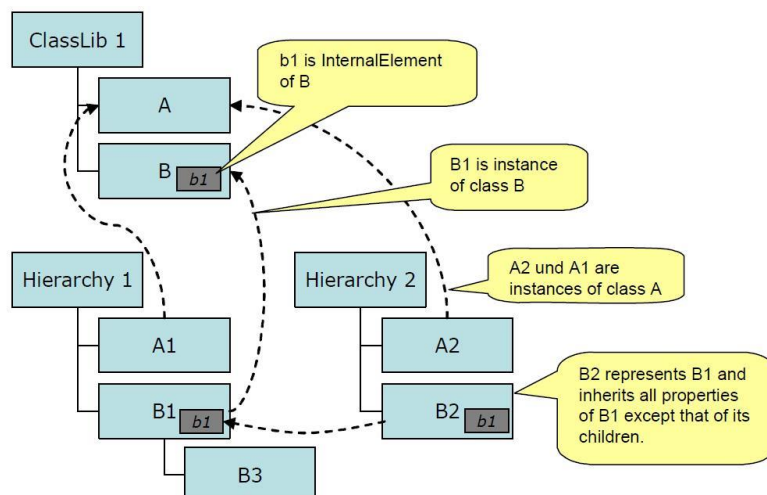 ClassLib 1
b1 is InternalElement
of B
A
B
b1
B1 is instance
of class B
Hierarchy 1
Hierarchy 2
A2 und A1 are
instances of class A
A1
A2
B1
b1
B2
b1
B2 represents B1 and
inherits all properties
of B1 except that of its
children.
B3